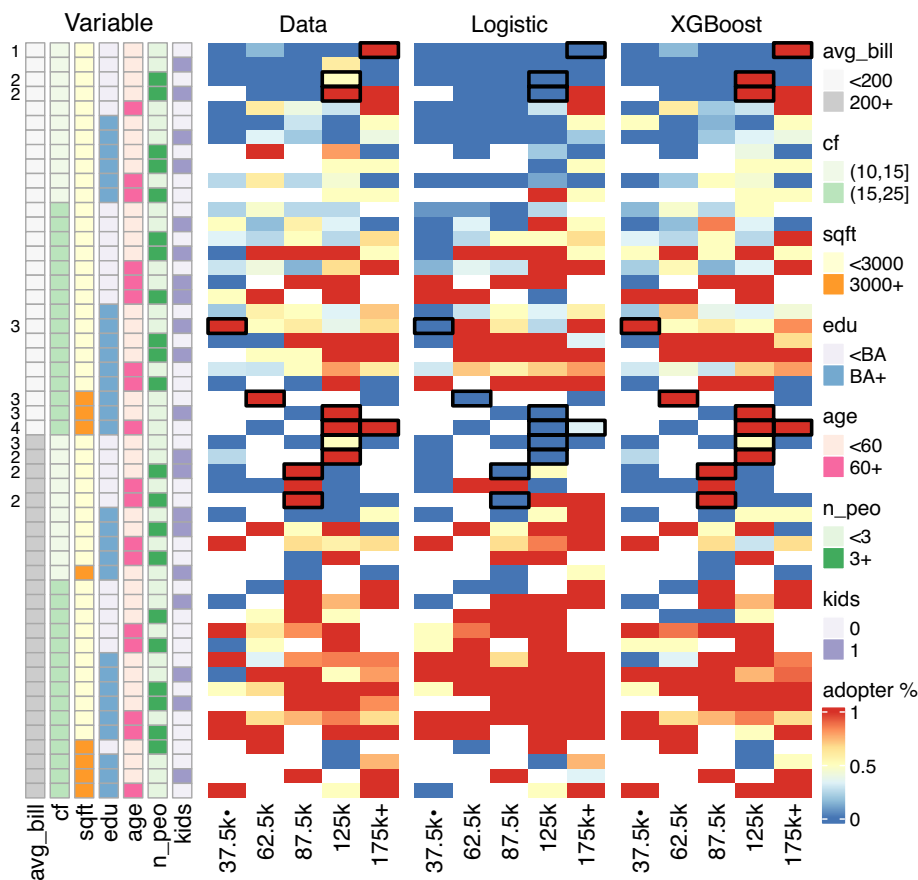 Variable Data Logistic XGBoost
1
2
2
3
3
3
4
3
2
2
2
avg_bill
<200
200+
cf
(10,15]
(15,25]
sqft
<3000
3000+
edu
<BA
BA+
age
<60
60+
n_peo
<3
3+
kids
0
1
adopter %
1
0.5
0
avg_bill cf sqft edu age n_peo kids
37.5k• 62.5k 87.5k 125k 175k+
37.5k• 62.5k 87.5k 125k 175k+
37.5k• 62.5k 87.5k 125k 175k+